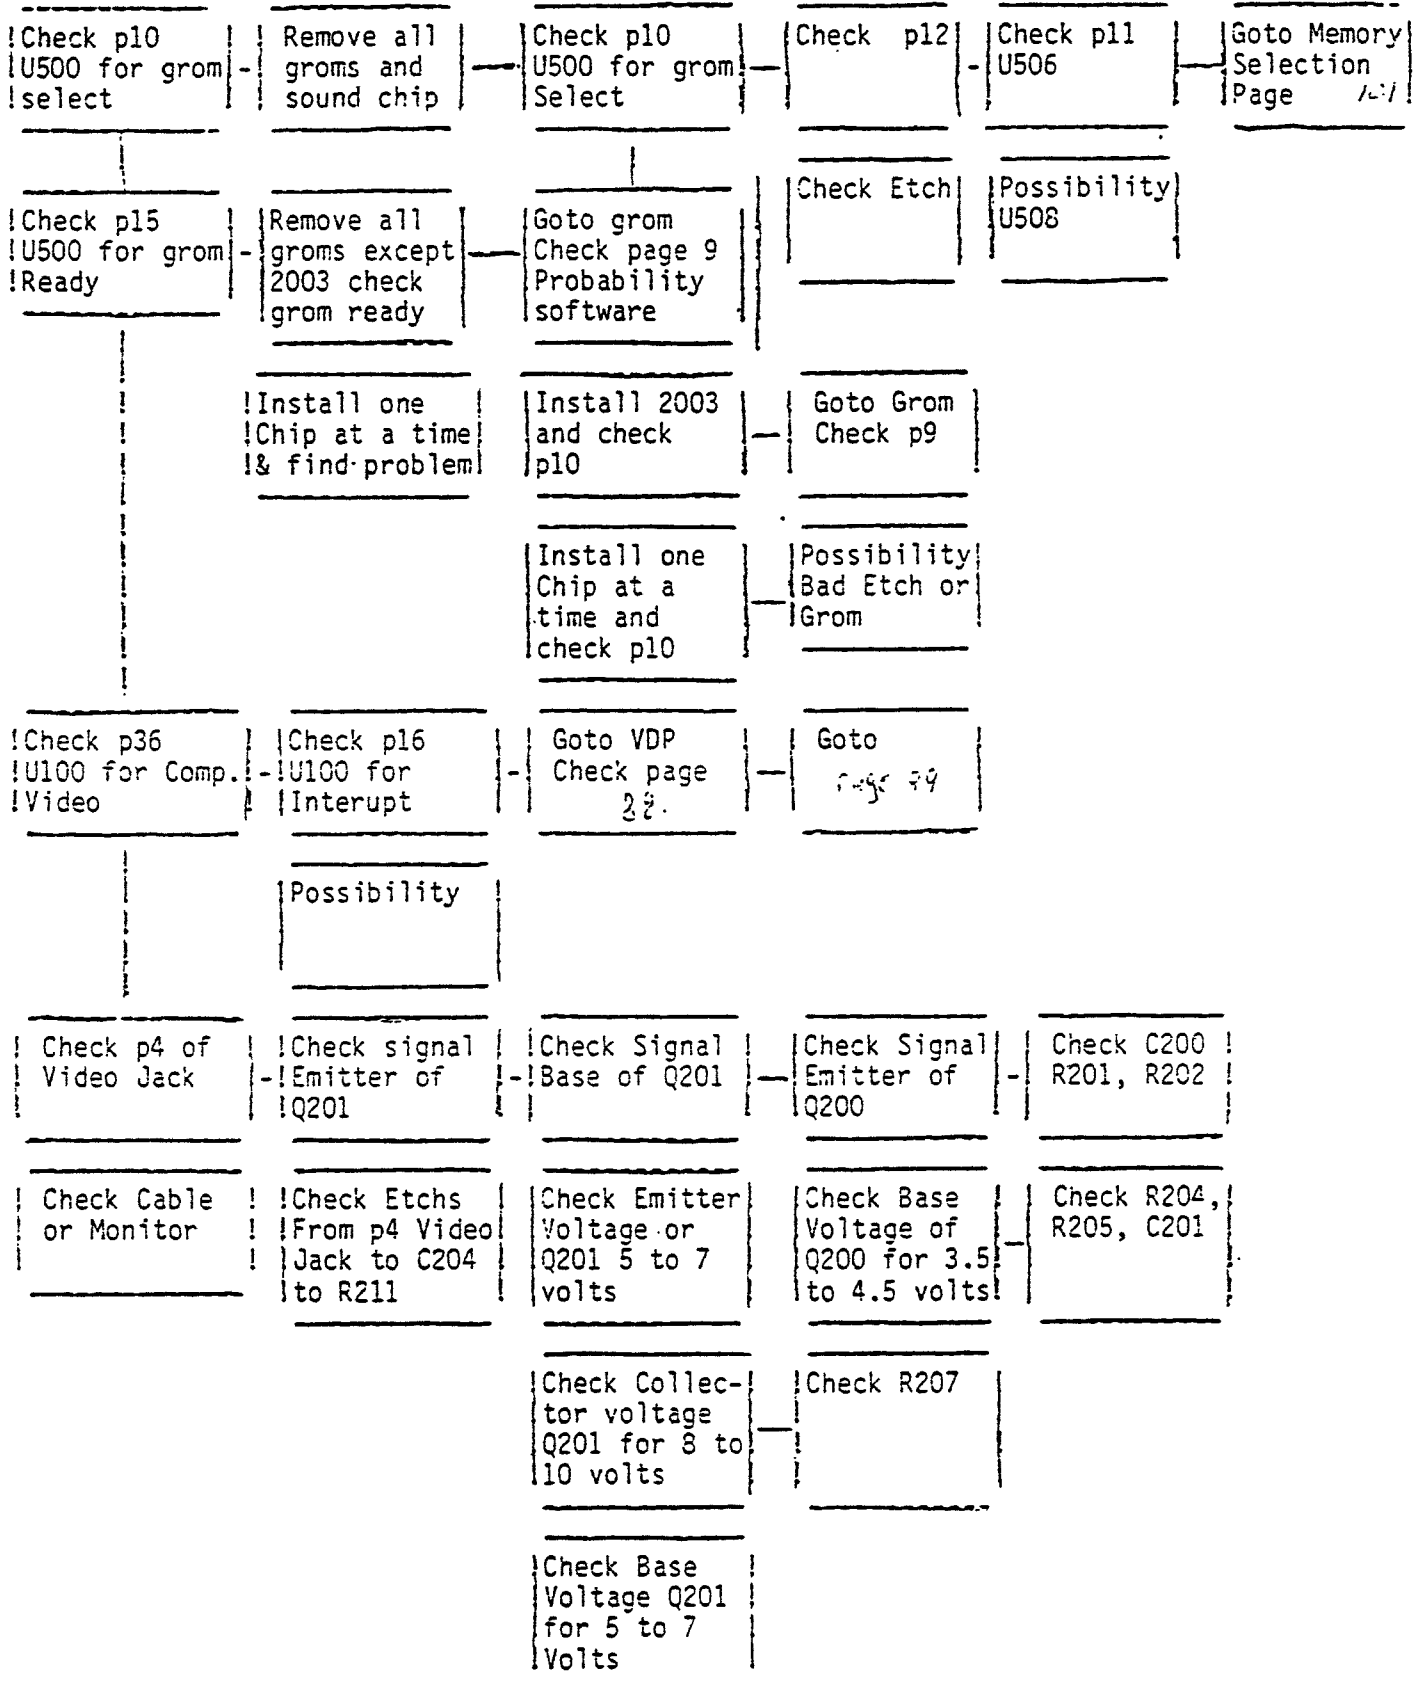 Check p10
U500 for grom
select
Remove all
groms and
sound chip
Check p10
U500 for grom
Select
Check p12
Check p11
U506
Goto Memory
Selection
Page
Check p15
U500 for grom
Ready
Remove all
groms except
2003 check
grom ready
Goto grom
Check page 9
Probability
software
Check Etch
Possibility
U508
Install one
Chip at a time
& find problem
Install 2003
and check
p10
Goto Grom
Check p9
Install one
Chip at a
time and
check p10
Possibility
Bad Etch or
Grom
Check p36
U100 for Comp.
Video
Check p16
U100 for
Interupt
Goto VDP
Check page
Goto
Possibility
Check p4 of
Video Jack
Check signal
Emitter of
Q201
Check Signal
Base of Q201
Check Signal
Emitter of
Q200
Check C200
R201, R202
Check Cable
or Monitor
Check Etchs
From p4 Video
Jack to C204
to R211
Check Emitter
Voltage or
Q201 5 to 7
volts
Check Base
Voltage of
Q200 for 3.5
to 4.5 volts
Check R204,
R205, C201
Check Collec-
tor voltage
Q201 for 8 to
10 volts
Check R207
Check Base
Voltage Q201
for 5 to 7
Volts